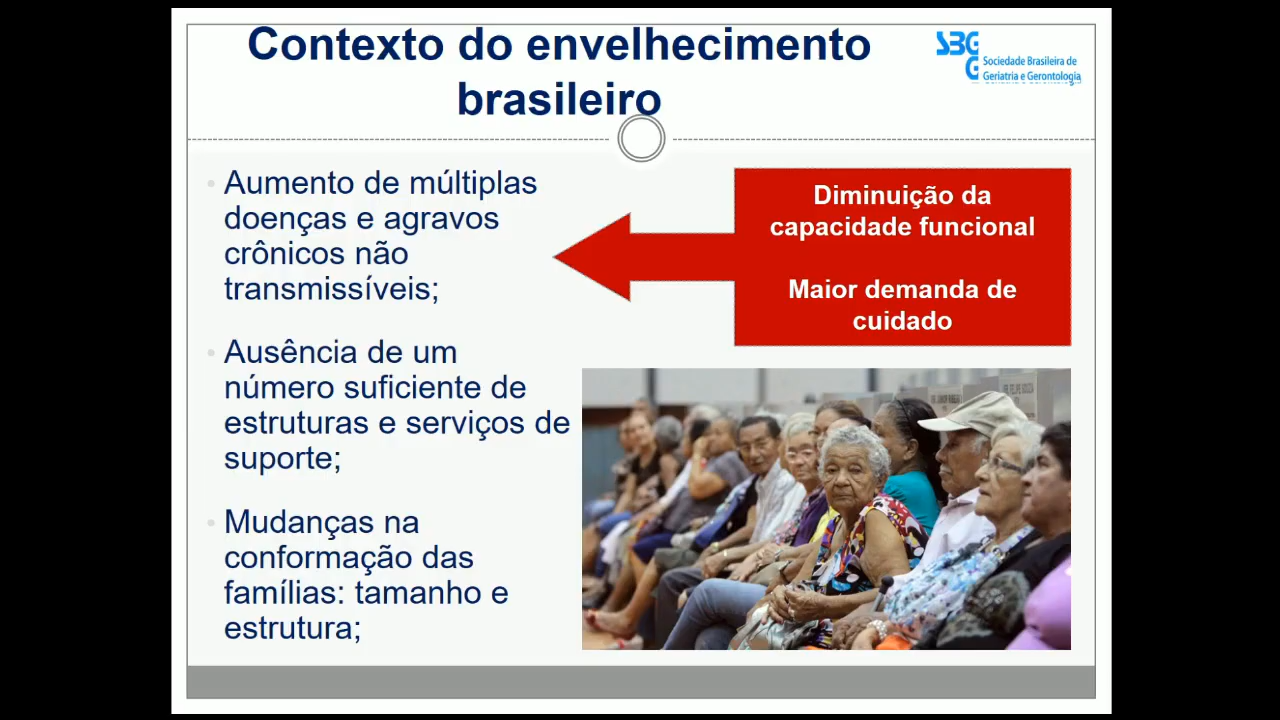 Contexto do envelhecimento
brasileiro
SBG
G
Sociedade Brasileira de
Geriatria e Gerontologia
Aumento de múltiplas
doenças e agravos
crônicos não
transmissíveis;
Diminuição da
capacidade funcional
Maior demanda de
cuidado
Ausência de um
número suficiente de
estruturas e serviços de
suporte;
Mudanças na
conformação das
famílias: tamanho e
estrutura;